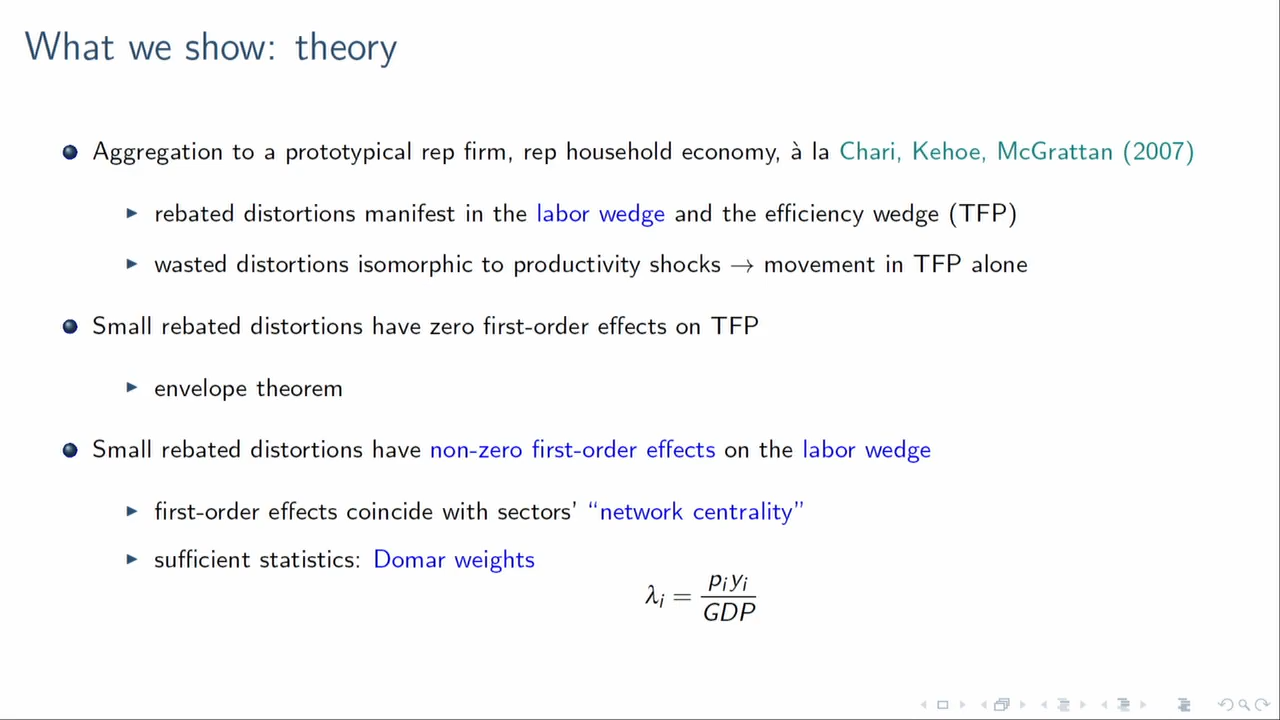 What we show: theory
Aggregation to a prototypical rep firm, rep household economy, à la Chari, Kehoe, McGrattan (2007)
rebated distortions manifest in the labor wedge and the efficiency wedge (TFP)
wasted distortions isomorphic to productivity shocks → movement in TFP alone
Small rebated distortions have zero first-order effects on TFP
envelope theorem
Small rebated distortions have non-zero first-order effects on the labor wedge
first-order effects coincide with sectors' “network centrality”
sufficient statistics: Domar weights
λᵢ = pᵢyᵢ / GDP